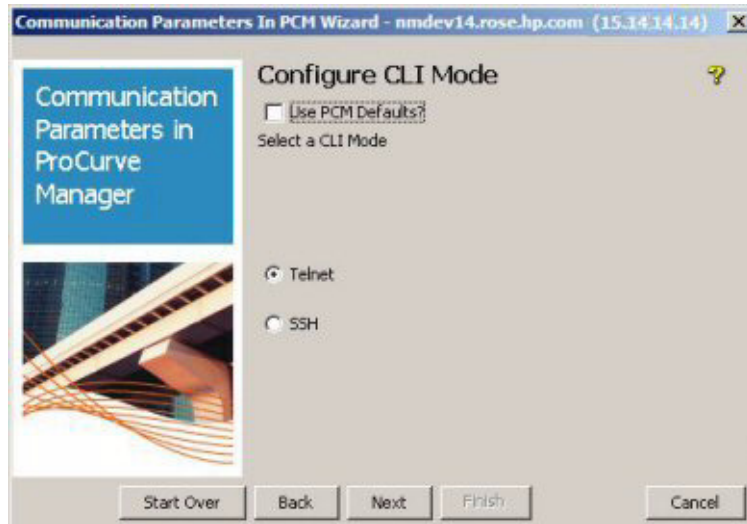 Communication Parameters In PCM Wizard - nmdev14.rose.hp.com (15.14.14.14)
Communication
Parameters in
ProCurve
Manager
Configure CLI Mode
?
Use PCM Defaults?
Select a CLI Mode
Telnet
SSH
Start Over
Back
Next
Finish
Cancel